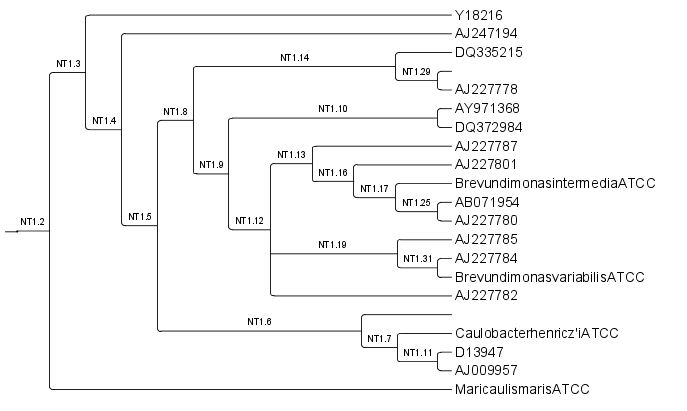 Y18216
NT1.3
AJ247194
DQ335215
NT1.14
NT1.29
AJ227778
NT1.4
NT1.8
NT1.10
AY971368
DQ372984
AJ227787
NT1.13
AJ227801
NT1.9
NT1.16
BrevundimonasintermediaATCC
NT1.17
AB071954
NT1.25
AJ227780
NT1.2
NT1.5
NT1.12
AJ227785
NT1.19
AJ227784
NT1.31
BrevundimonasvariabilisATCC
AJ227782
NT1.6
Caulobacterhenricz'iATCC
NT1.7
D13947
NT1.11
AJ009957
MaricaulismarisATCC